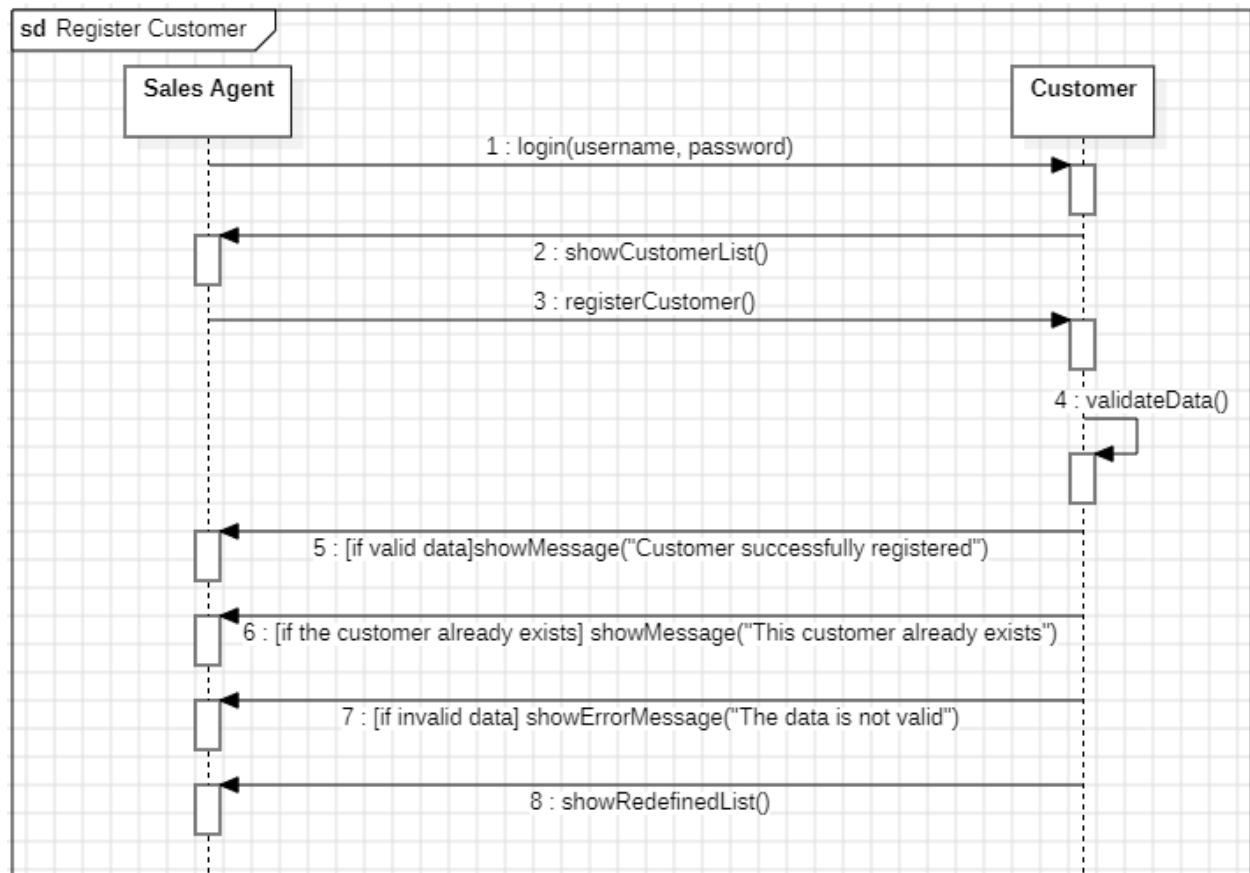 sd Register Customer
Sales Agent
Customer
1 : login(username, password)
2 : showCustomerList()
3 : registerCustomer()
4 : validateData()
5 : [if valid data]showMessage("Customer successfully registered")
6 : [if the customer already exists] showMessage("This customer already exists")
7 : [if invalid data] showErrorMessage("The data is not valid")
8 : showRedefinedList()